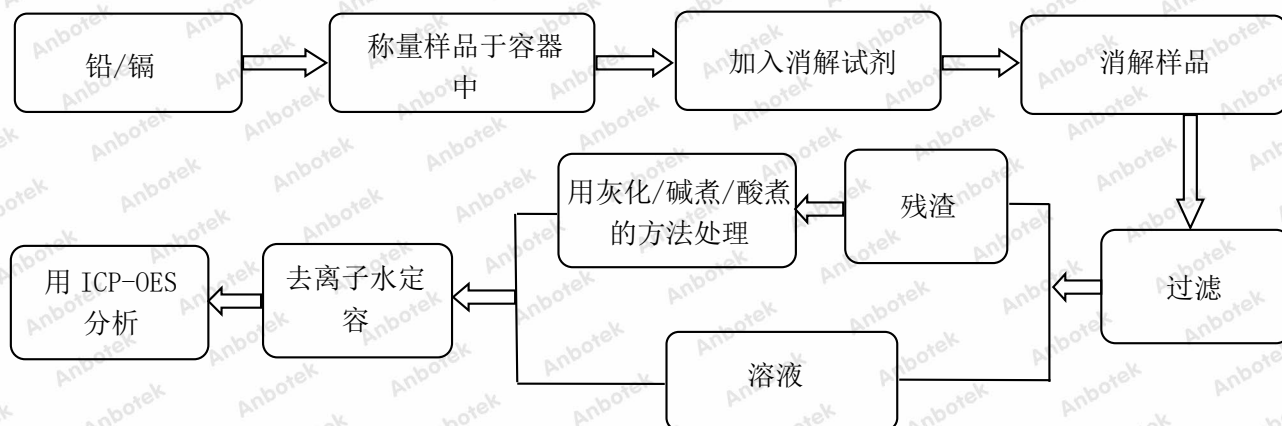 铅/镉
称量样品于容器
中
加入消解试剂
消解样品
过滤
残渣
用灰化/碱煮/酸煮
的方法处理
溶液
去离子水定
容
用 ICP-OES
分析
Anbotek